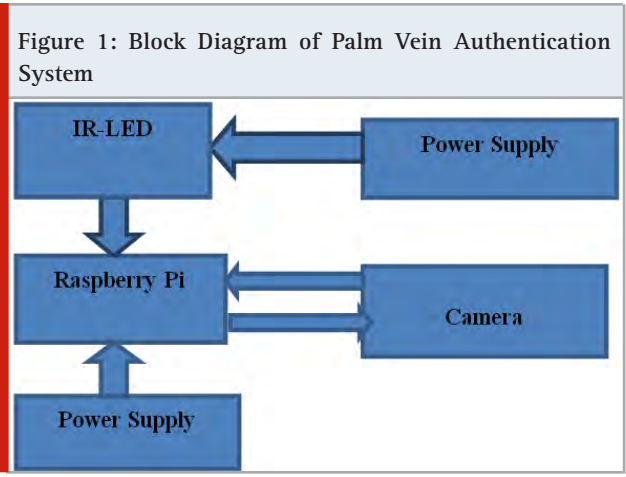 Figure 1: Block Diagram of Palm Vein Authentication
System
IR-LED
Power Supply
Raspberry Pi
Camera
Power Supply